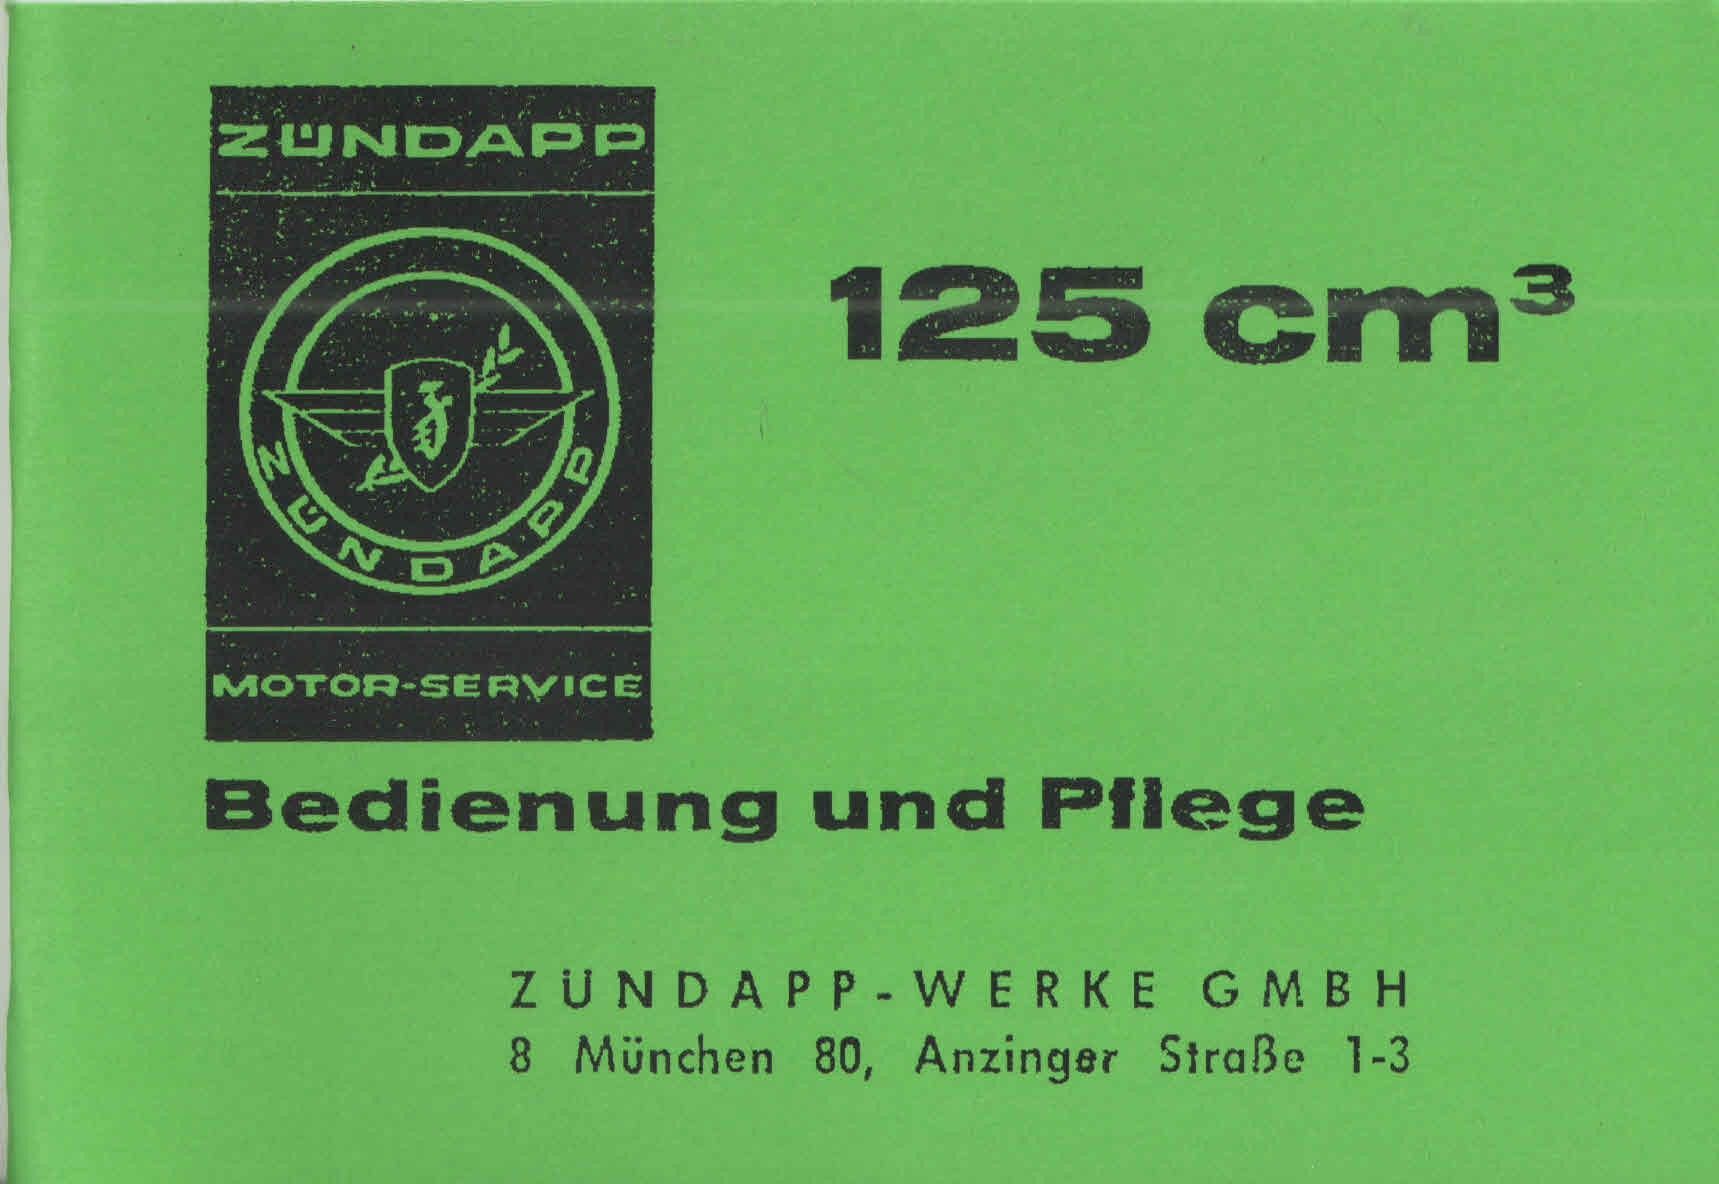 ZÜNDAPP
125 cm³
ZÜNDAPP
MOTOR-SERVICE
Bedienung und Pflege
ZÜNDAPP-WERKE GMBH
8 München 80, Anzinger Straße 1-3